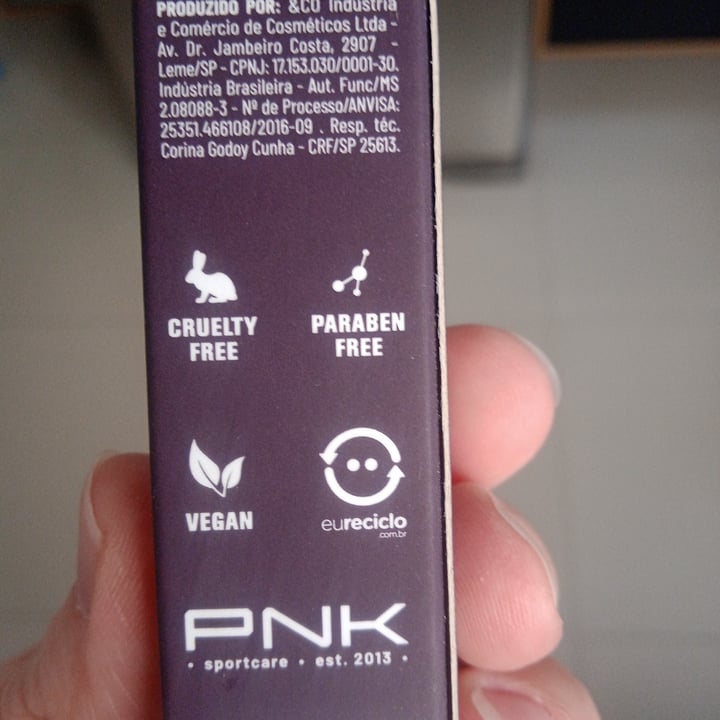 PRODUZIDO POR: &CO Indústria
e Comércio de Cosméticos Ltda -
Av. Dr. Jambeiro Costa, 2907 -
Leme/SP - CPNJ: 17.153.030/0001-30.
Indústria Brasileira - Aut. Func/MS
2.08088-3 - Nº de Processo/ANVISA:
25351.466108/2016-09 . Resp. téc.
Corina Godoy Cunha - CRF/SP 25613.
CRUELTY
FREE
PARABEN
FREE
VEGAN
eureciclo
.com.br
PNK
• sportcare • est. 2013 •